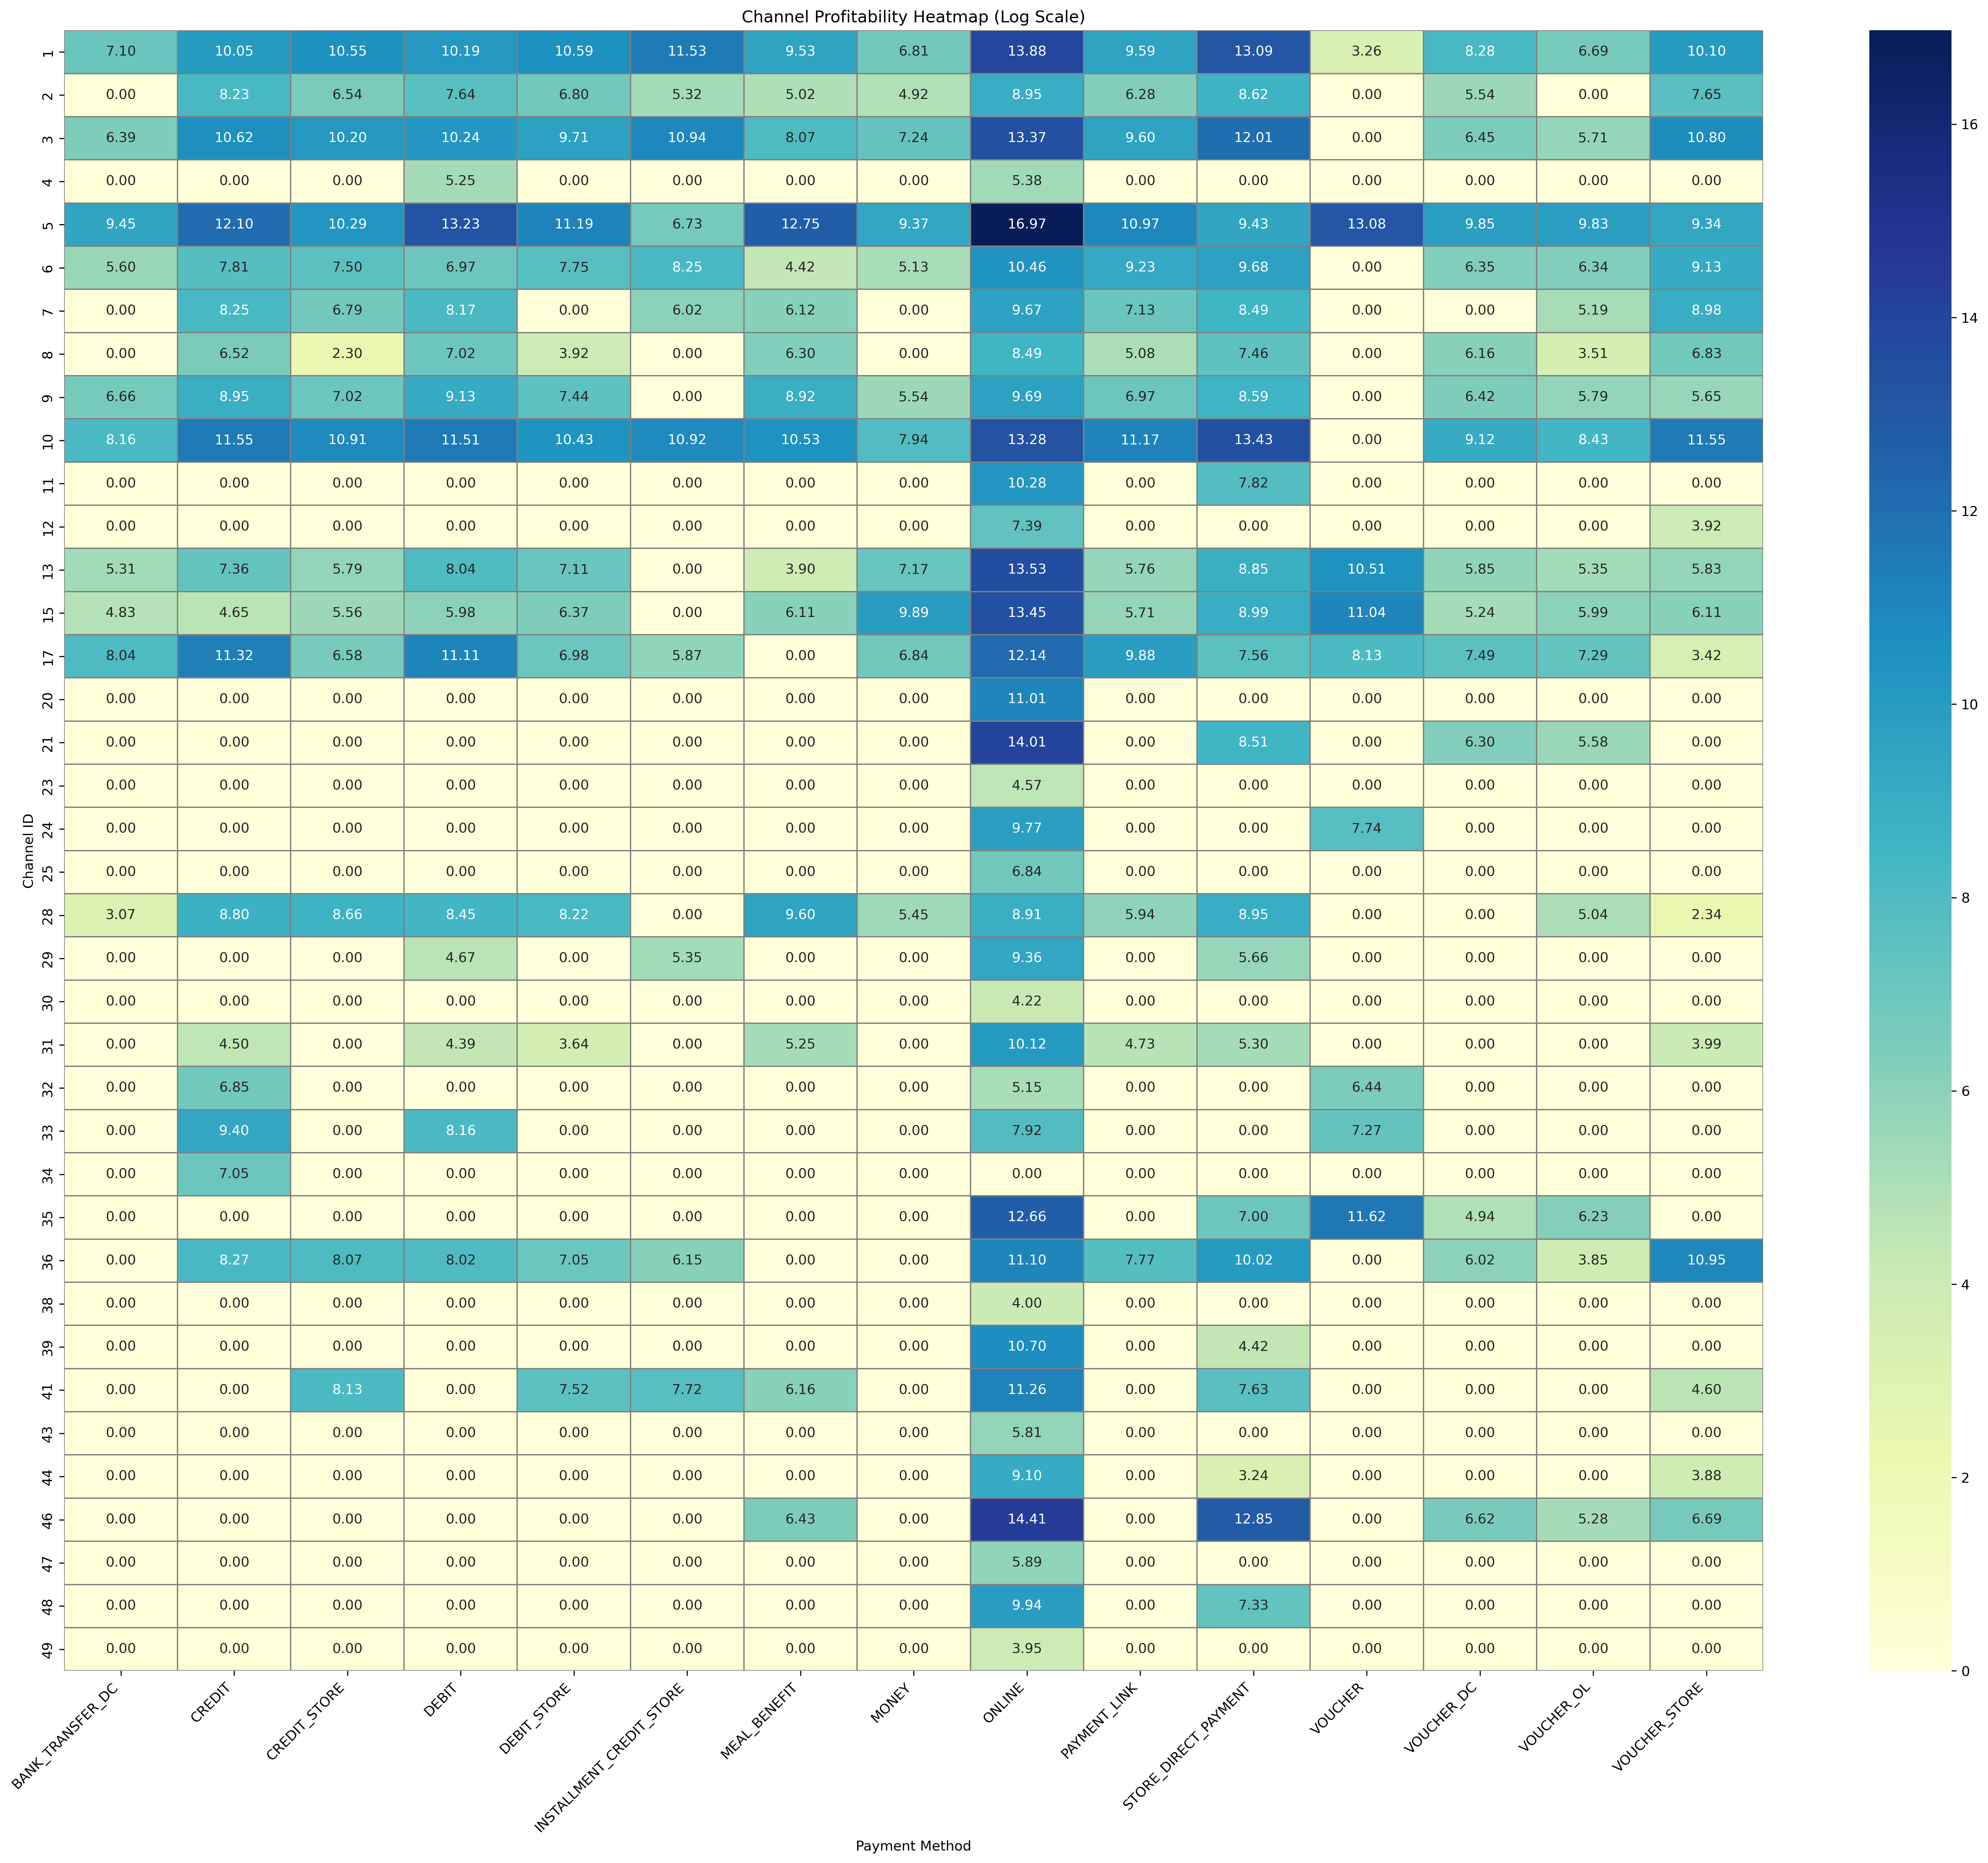 Channel Profitability Heatmap (Log Scale)
1 7.10 10.05 10.55 10.19 10.59 11.53 9.53 6.81 13.88 9.59 13.09 3.26 8.28 6.69 10.10
2 0.00 8.23 6.54 7.64 6.80 5.32 5.02 4.92 8.95 6.28 8.62 0.00 5.54 0.00 7.65
3 6.39 10.62 10.20 10.24 9.71 10.94 8.07 7.24 13.37 9.60 12.01 0.00 6.45 5.71 10.80
4 0.00 0.00 0.00 5.25 0.00 0.00 0.00 0.00 5.38 0.00 0.00 0.00 0.00 0.00 0.00
5 9.45 12.10 10.29 13.23 11.19 6.73 12.75 9.37 16.97 10.97 9.43 13.08 9.85 9.83 9.34
6 5.60 7.81 7.50 6.97 7.75 8.25 4.42 5.13 10.46 9.23 9.68 0.00 6.35 6.34 9.13
7 0.00 8.25 6.79 8.17 0.00 6.02 6.12 0.00 9.67 7.13 8.49 0.00 0.00 5.19 8.98
8 0.00 6.52 2.30 7.02 3.92 0.00 6.30 0.00 8.49 5.08 7.46 0.00 6.16 3.51 6.83
9 6.66 8.95 7.02 9.13 7.44 0.00 8.92 5.54 9.69 6.97 8.59 0.00 6.42 5.79 5.65
10 8.16 11.55 10.91 11.51 10.43 10.92 10.53 7.94 13.28 11.17 13.43 0.00 9.12 8.43 11.55
11 0.00 0.00 0.00 0.00 0.00 0.00 0.00 0.00 10.28 0.00 7.82 0.00 0.00 0.00 0.00
12 0.00 0.00 0.00 0.00 0.00 0.00 0.00 0.00 7.39 0.00 0.00 0.00 0.00 0.00 3.92
13 5.31 7.36 5.79 8.04 7.11 0.00 3.90 7.17 13.53 5.76 8.85 10.51 5.85 5.35 5.83
15 4.83 4.65 5.56 5.98 6.37 0.00 6.11 9.89 13.45 5.71 8.99 11.04 5.24 5.99 6.11
17 8.04 11.32 6.58 11.11 6.98 5.87 0.00 6.84 12.14 9.88 7.56 8.13 7.49 7.29 3.42
20 0.00 0.00 0.00 0.00 0.00 0.00 0.00 0.00 11.01 0.00 0.00 0.00 0.00 0.00 0.00
21 0.00 0.00 0.00 0.00 0.00 0.00 0.00 0.00 14.01 0.00 8.51 0.00 6.30 5.58 0.00
23 0.00 0.00 0.00 0.00 0.00 0.00 0.00 0.00 4.57 0.00 0.00 0.00 0.00 0.00 0.00
24 0.00 0.00 0.00 0.00 0.00 0.00 0.00 0.00 9.77 0.00 0.00 7.74 0.00 0.00 0.00
25 0.00 0.00 0.00 0.00 0.00 0.00 0.00 0.00 6.84 0.00 0.00 0.00 0.00 0.00 0.00
28 3.07 8.80 8.66 8.45 8.22 0.00 9.60 5.45 8.91 5.94 8.95 0.00 0.00 5.04 2.34
29 0.00 0.00 0.00 4.67 0.00 5.35 0.00 0.00 9.36 0.00 5.66 0.00 0.00 0.00 0.00
30 0.00 0.00 0.00 0.00 0.00 0.00 0.00 0.00 4.22 0.00 0.00 0.00 0.00 0.00 0.00
31 0.00 4.50 0.00 4.39 3.64 0.00 5.25 0.00 10.12 4.73 5.30 0.00 0.00 0.00 3.99
32 0.00 6.85 0.00 0.00 0.00 0.00 0.00 0.00 5.15 0.00 0.00 6.44 0.00 0.00 0.00
33 0.00 9.40 0.00 8.16 0.00 0.00 0.00 0.00 7.92 0.00 0.00 7.27 0.00 0.00 0.00
34 0.00 7.05 0.00 0.00 0.00 0.00 0.00 0.00 0.00 0.00 0.00 0.00 0.00 0.00 0.00
35 0.00 0.00 0.00 0.00 0.00 0.00 0.00 0.00 12.66 0.00 7.00 11.62 4.94 6.23 0.00
36 0.00 8.27 8.07 8.02 7.05 6.15 0.00 0.00 11.10 7.77 10.02 0.00 6.02 3.85 10.95
38 0.00 0.00 0.00 0.00 0.00 0.00 0.00 0.00 4.00 0.00 0.00 0.00 0.00 0.00 0.00
39 0.00 0.00 0.00 0.00 0.00 0.00 0.00 0.00 10.70 0.00 4.42 0.00 0.00 0.00 0.00
41 0.00 0.00 8.13 0.00 7.52 7.72 6.16 0.00 11.26 0.00 7.63 0.00 0.00 0.00 4.60
43 0.00 0.00 0.00 0.00 0.00 0.00 0.00 0.00 5.81 0.00 0.00 0.00 0.00 0.00 0.00
44 0.00 0.00 0.00 0.00 0.00 0.00 0.00 0.00 9.10 0.00 3.24 0.00 0.00 0.00 3.88
46 0.00 0.00 0.00 0.00 0.00 0.00 6.43 0.00 14.41 0.00 12.85 0.00 6.62 5.28 6.69
47 0.00 0.00 0.00 0.00 0.00 0.00 0.00 0.00 5.89 0.00 0.00 0.00 0.00 0.00 0.00
48 0.00 0.00 0.00 0.00 0.00 0.00 0.00 0.00 9.94 0.00 7.33 0.00 0.00 0.00 0.00
49 0.00 0.00 0.00 0.00 0.00 0.00 0.00 0.00 3.95 0.00 0.00 0.00 0.00 0.00 0.00
Channel ID
BANK_TRANSFER_DC
CREDIT
CREDIT_STORE
DEBIT
DEBIT_STORE
INSTALLMENT_CREDIT_STORE
MEAL_BENEFIT
MONEY
ONLINE
PAYMENT_LINK
STORE_DIRECT_PAYMENT
VOUCHER
VOUCHER_DC
VOUCHER_OL
VOUCHER_STORE
Payment Method
16
14
12
10
8
6
4
2
0